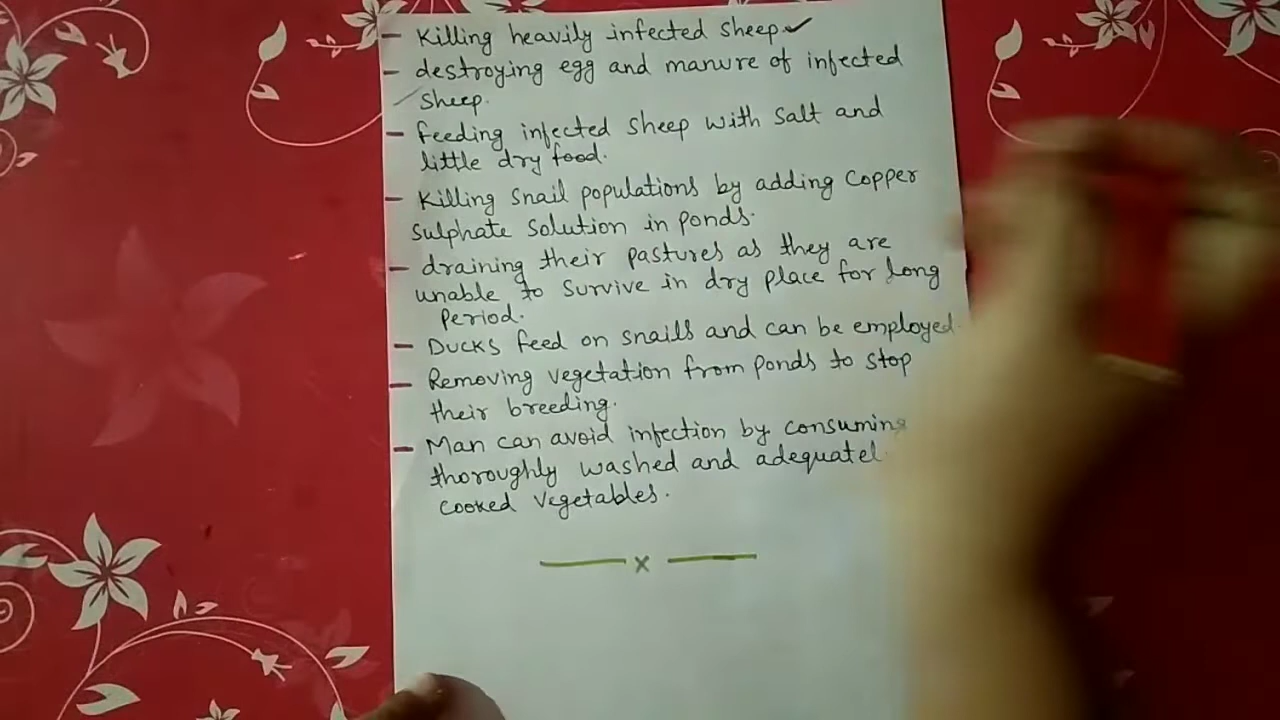 - Killing heavily infected sheep ✓
- destroying egg and manure of infected
sheep.
- feeding infected sheep with salt and
little dry food.
- Killing snail populations by adding Copper
Sulphate Solution in ponds.
- draining their pastures as they are
unable to survive in dry place for long
period.
- Ducks feed on snails and can be employed.
- Removing vegetation from ponds to stop
their breeding.
- Man can avoid infection by consuming
thoroughly washed and adequatel
cooked vegetables.
x